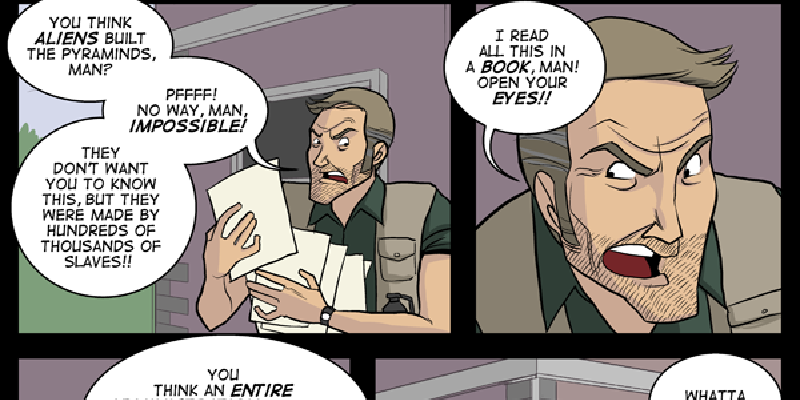 YOU THINK
ALIENS BUILT
THE PYRAMINDS,
MAN?
PFFFF!
NO WAY, MAN,
IMPOSSIBLE!
THEY
DON'T WANT
YOU TO KNOW
THIS, BUT THEY
WERE MADE BY
HUNDREDS OF
THOUSANDS OF
SLAVES!!
I READ
ALL THIS IN
A BOOK, MAN!
OPEN YOUR
EYES!!
YOU
THINK AN ENTIRE
WHATTA